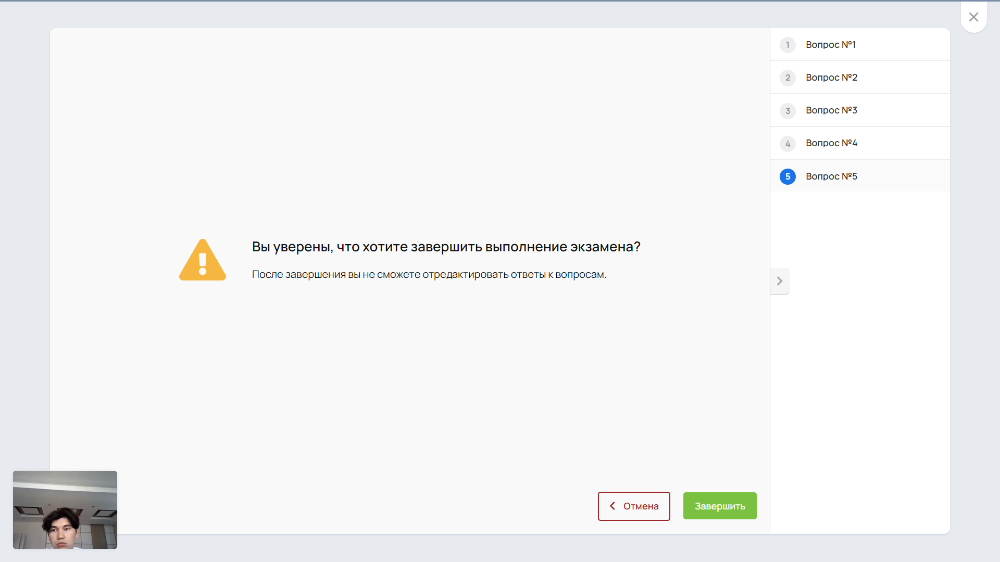 1 Вопрос №1
2 Вопрос №2
3 Вопрос №3
4 Вопрос №4
5 Вопрос №5
Вы уверены, что хотите завершить выполнение экзамена?
После завершения вы не сможете отредактировать ответы к вопросам.
Отмена
Завершить